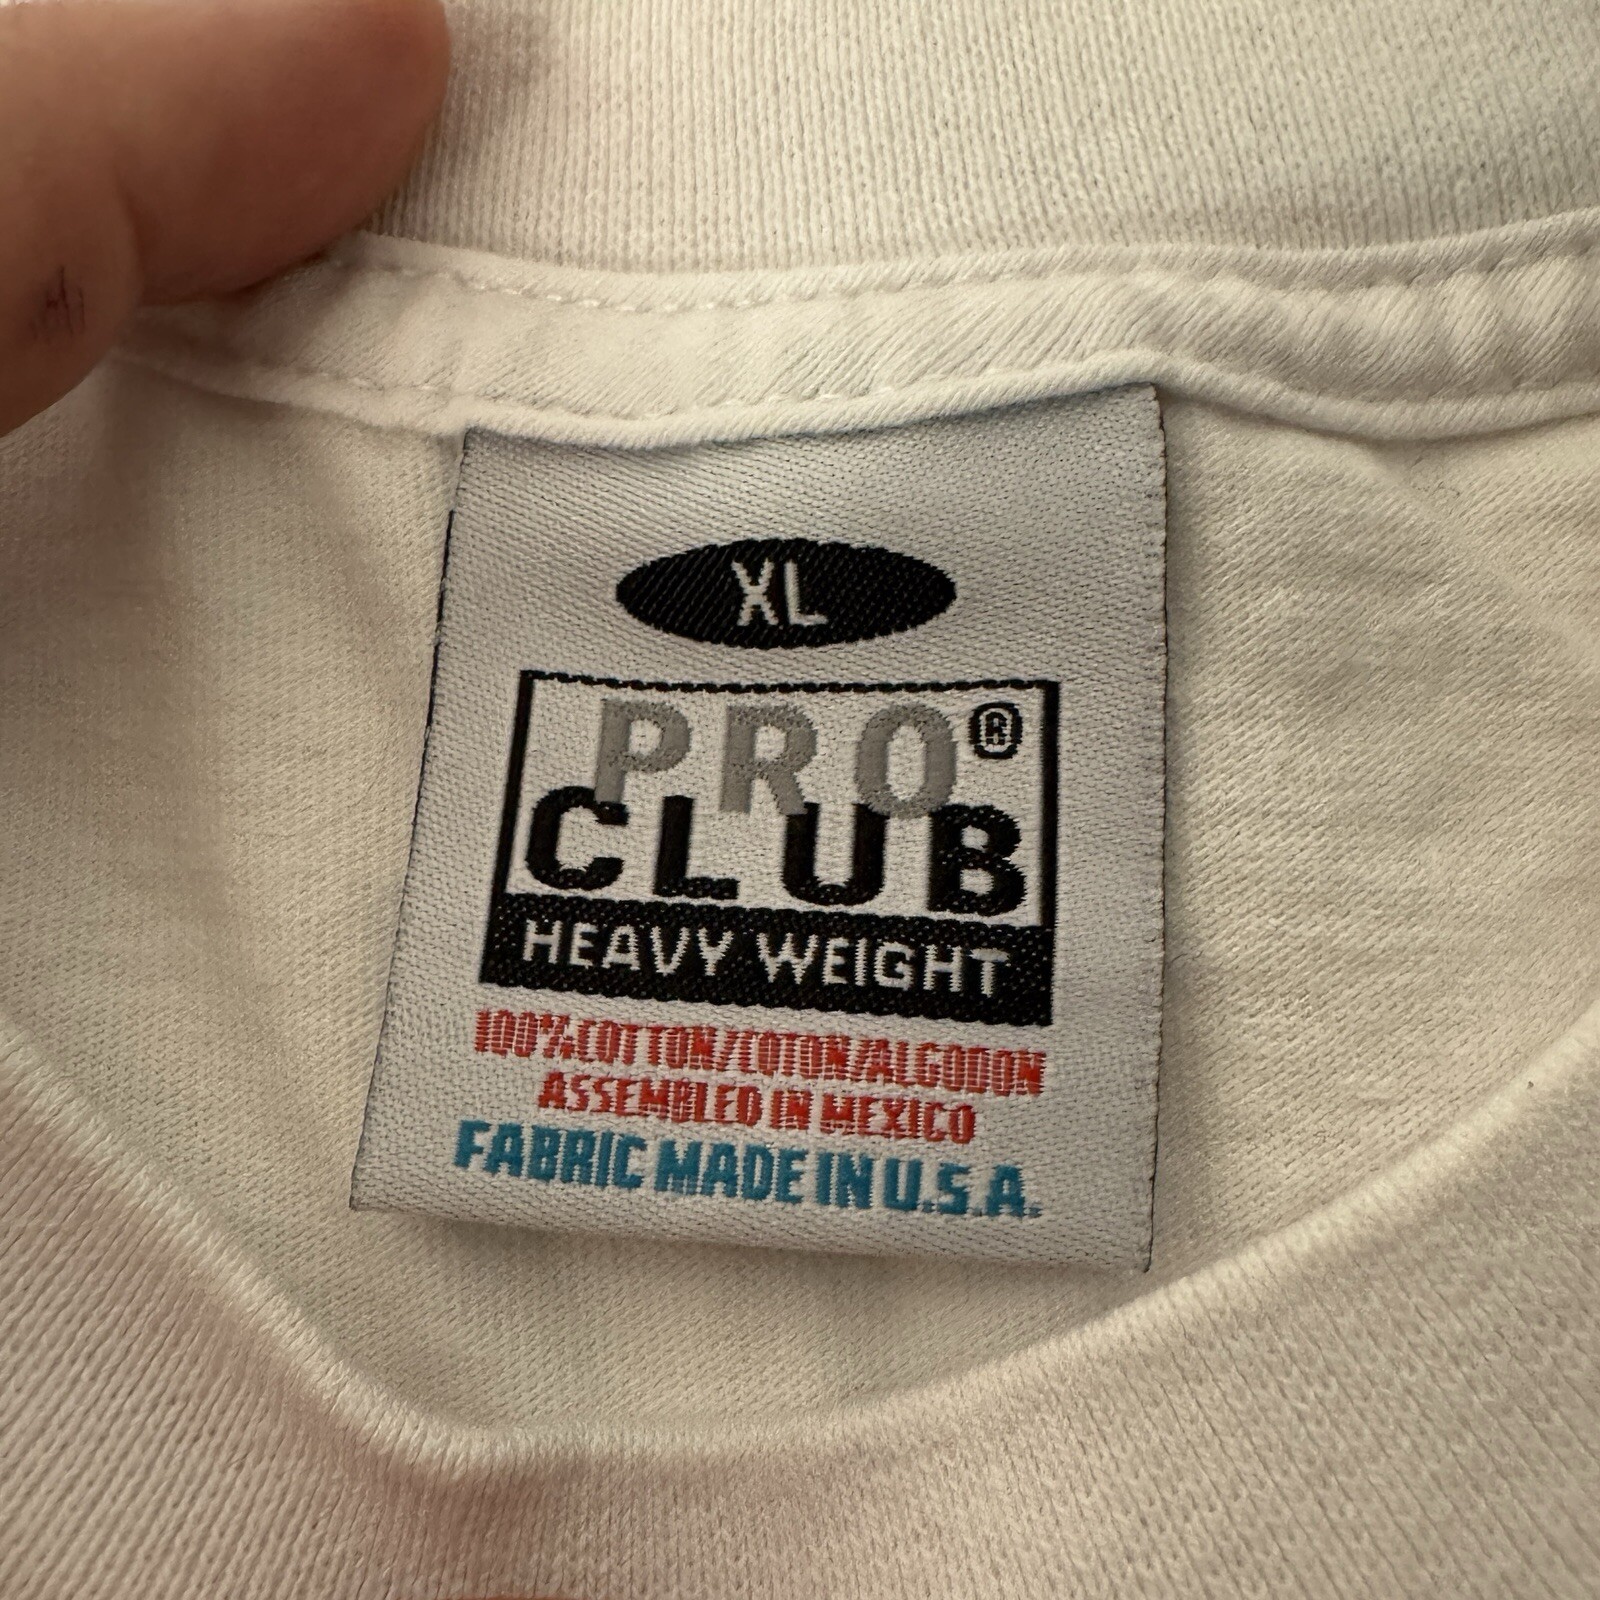 XL
PRO®
CLUB
HEAVY WEIGHT
100%COTTON/COTON/ALGODON
ASSEMBLED IN MEXICO
FABRIC MADE IN U.S.A.